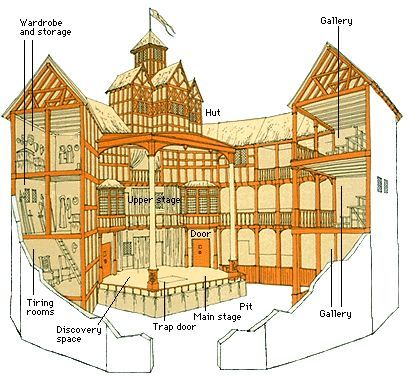 Wardrobe
and storage
Gallery
Hut
Upper stage
Door
Tiring
rooms
Discovery
space
Trap door
Main stage
Pit
Gallery